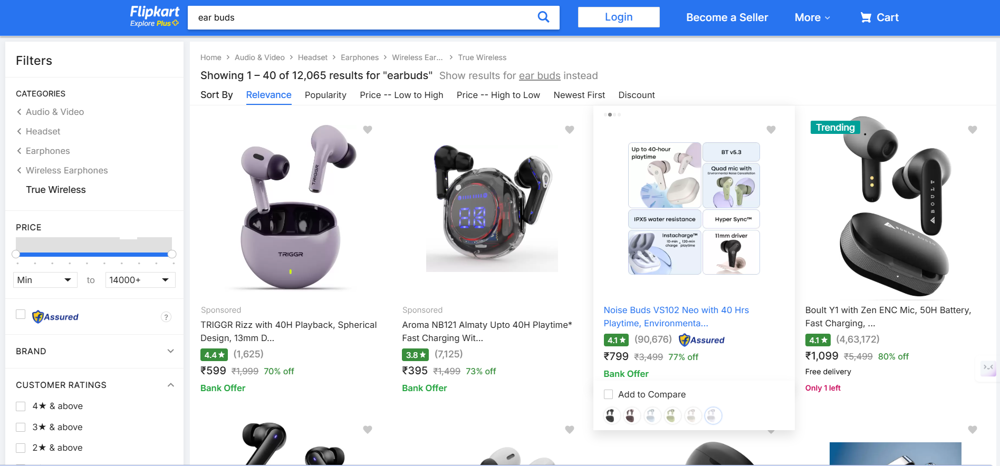 Flipkart
Explore Plus
ear buds
Login
Become a Seller
More
Cart
Filters
CATEGORIES
Audio & Video
Headset
Earphones
Wireless Earphones
True Wireless
PRICE
Min
to
14000+
Assured
?
BRAND
CUSTOMER RATINGS
4★ & above
3★ & above
2★ & above
Home > Audio & Video > Headset > Earphones > Wireless Ear... > True Wireless
Showing 1 – 40 of 12,065 results for "earbuds" Show results for ear buds instead
Sort By Relevance Popularity Price -- Low to High Price -- High to Low Newest First Discount
TRIGGR
TRIGGR
Sponsored
TRIGGR Rizz with 40H Playback, Spherical
Design, 13mm D...
4.4★ (1,625)
₹599 ₹1,999 70% off
Bank Offer
88
Sponsored
Aroma NB121 Almaty Upto 40H Playtime*
Fast Charging Wit...
3.8★ (7,125)
₹395 ₹1,499 73% off
Bank Offer
Up to 40-hour
playtime
BT v5.3
Quad mic with
Environmental Noise Cancellation
IPX5 water resistance
Hyper Sync™
Instacharge™
10-min charge = 120-min playtime
11mm driver
Noise Buds VS102 Neo with 40 Hrs
Playtime, Environmenta...
4.1★ (90,676) Assured
₹799 ₹3,499 77% off
Bank Offer
Add to Compare
Trending
BOULT
BOULT AUDIO
Boult Y1 with Zen ENC Mic, 50H Battery,
Fast Charging, ...
4.1★ (4,63,172)
₹1,099 ₹5,499 80% off
Free delivery
Only 1 left